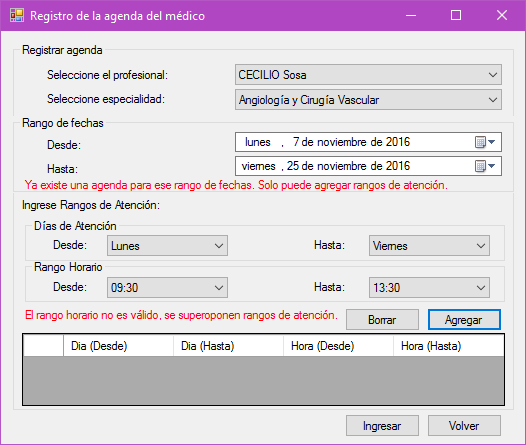 Registro de la agenda del médico
Registrar agenda
Seleccione el profesional: CECILIO Sosa
Seleccione especialidad: Angiología y Cirugía Vascular
Rango de fechas
Desde: lunes , 7 de noviembre de 2016
Hasta: viernes , 25 de noviembre de 2016
Ya existe una agenda para ese rango de fechas. Solo puede agregar rangos de atención.
Ingrese Rangos de Atención:
Días de Atención
Desde: Lunes Hasta: Viernes
Rango Horario
Desde: 09:30 Hasta: 13:30
El rango horario no es válido, se superoponen rangos de atención. Borrar Agregar
Dia (Desde) Dia (Hasta) Hora (Desde) Hora (Hasta)
Ingresar Volver